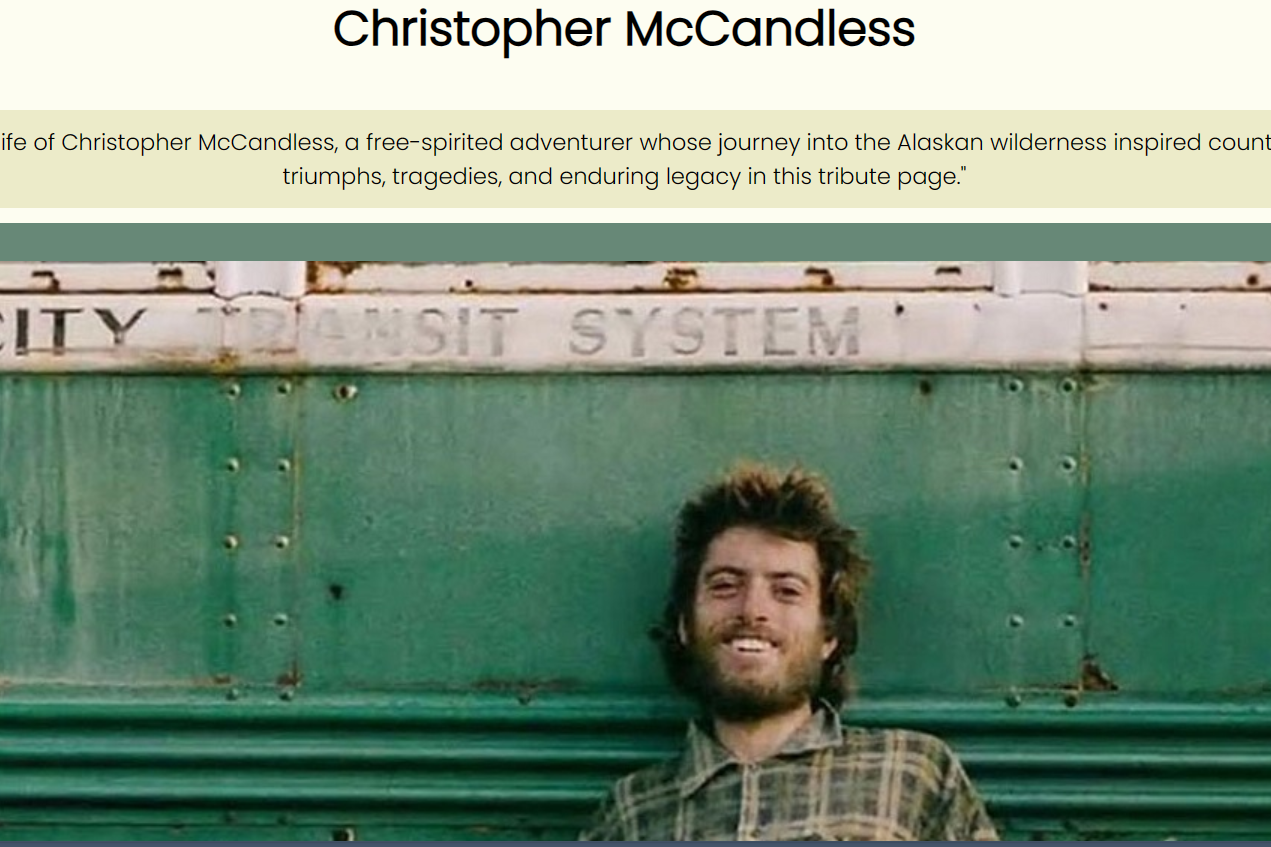 Christopher McCandless
ife of Christopher McCandless, a free-spirited adventurer whose journey into the Alaskan wilderness inspired count
triumphs, tragedies, and enduring legacy in this tribute page."
CITY TRANSIT SYSTEM